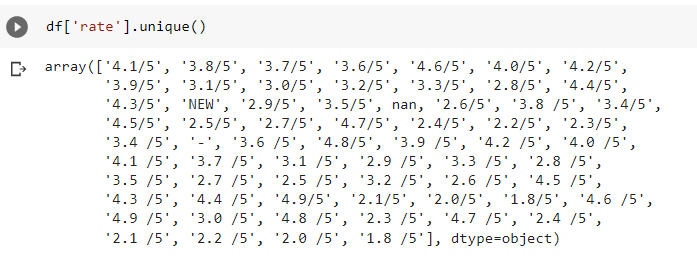 df['rate'].unique()
array(['4.1/5', '3.8/5', '3.7/5', '3.6/5', '4.6/5', '4.0/5', '4.2/5',
'3.9/5', '3.1/5', '3.0/5', '3.2/5', '3.3/5', '2.8/5', '4.4/5',
'4.3/5', 'NEW', '2.9/5', '3.5/5', nan, '2.6/5', '3.8 /5', '3.4/5',
'4.5/5', '2.5/5', '2.7/5', '4.7/5', '2.4/5', '2.2/5', '2.3/5',
'3.4 /5', '-', '3.6 /5', '4.8/5', '3.9 /5', '4.2 /5', '4.0 /5',
'4.1 /5', '3.7 /5', '3.1 /5', '2.9 /5', '3.3 /5', '2.8 /5',
'3.5 /5', '2.7 /5', '2.5 /5', '3.2 /5', '2.6 /5', '4.5 /5',
'4.3 /5', '4.4 /5', '4.9/5', '2.1/5', '2.0/5', '1.8/5', '4.6 /5',
'4.9 /5', '3.0 /5', '4.8 /5', '2.3 /5', '4.7 /5', '2.4 /5',
'2.1 /5', '2.2 /5', '2.0 /5', '1.8 /5'], dtype=object)